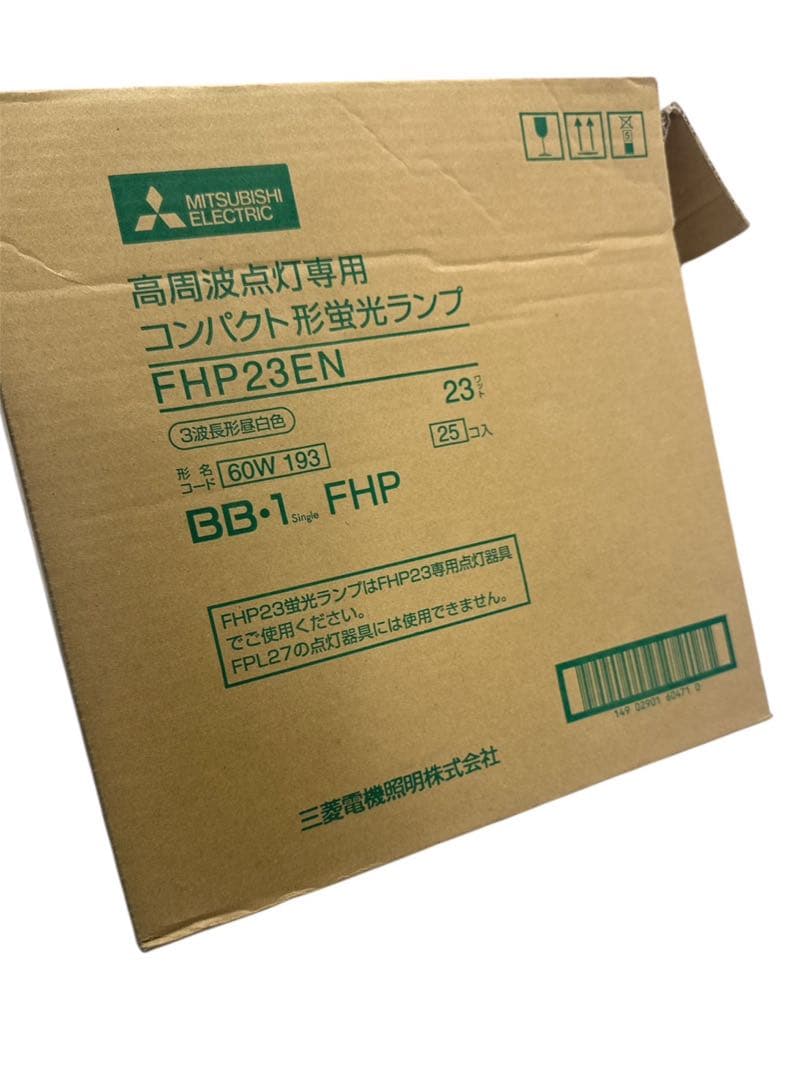 MITSUBISHI
ELECTRIC
5
高周波点灯専用
コンパクト形蛍光ランプ
FHP23EN
23ワット
3波長形昼白色
25コ入
形名
コード
60W 193
BB・1 Single FHP
FHP23蛍光ランプはFHP23専用点灯器具
でご使用ください。
FPL27の点灯器具には使用できません。
149 02901 60471 0
三菱電機照明株式会社